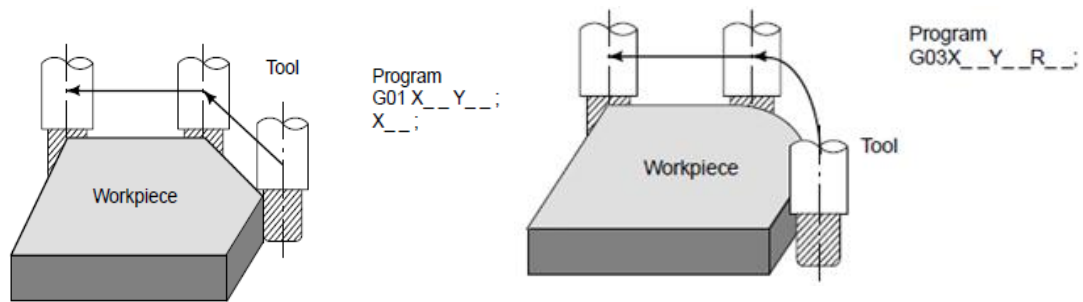 Tool
Program
G01 X_ _ Y_ _ ;
X_ _ ;
Workpiece
Program
G03X_ _Y_ _R_ _;
Tool
Workpiece